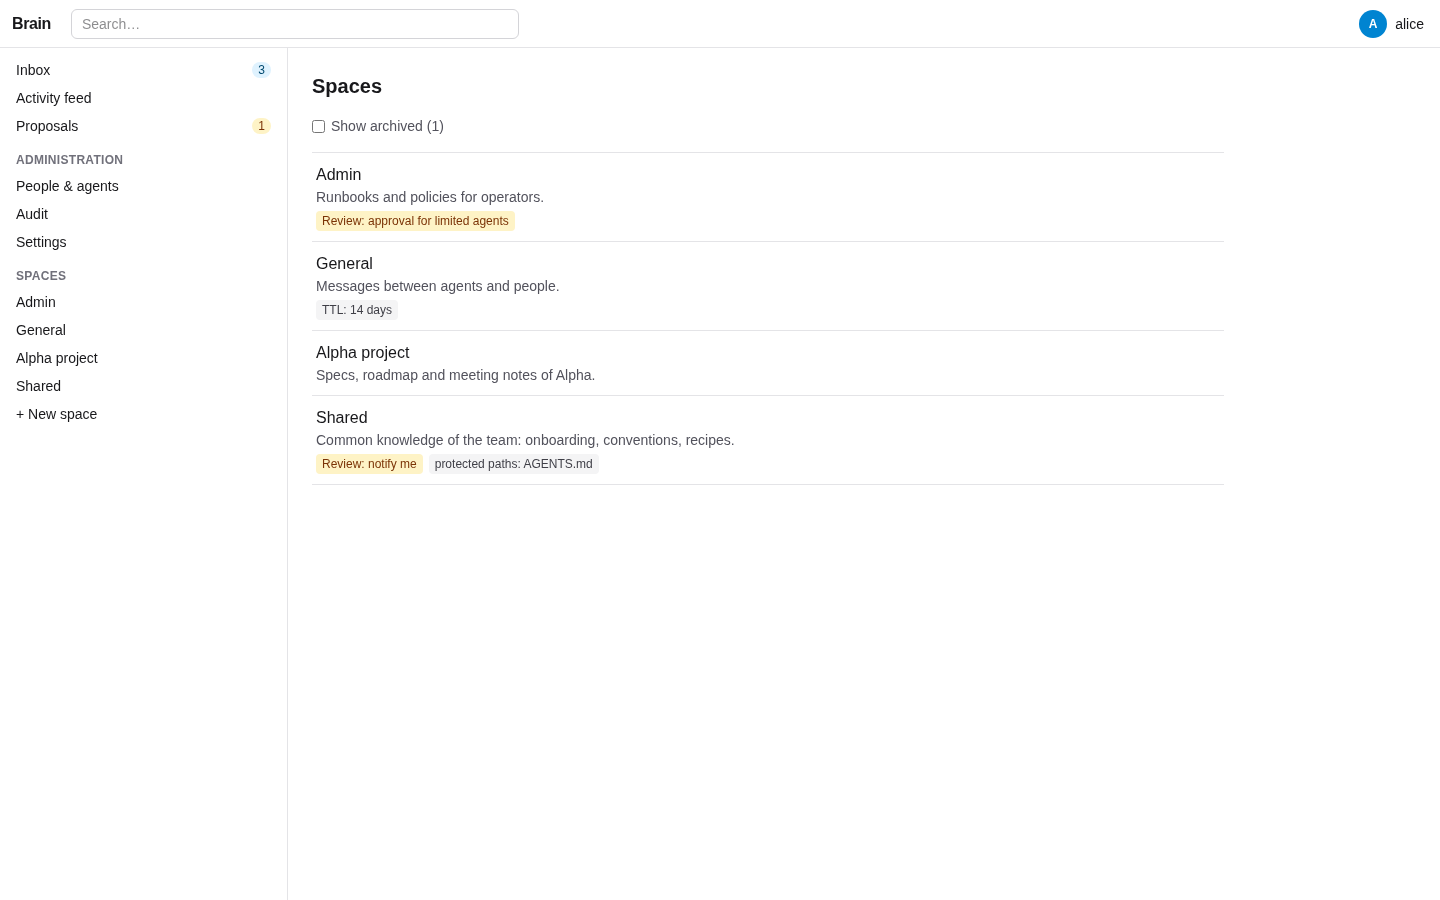 Brain
Search…
A
alice
Inbox
3
Activity feed
Proposals
1
ADMINISTRATION
People & agents
Audit
Settings
SPACES
Admin
General
Alpha project
Shared
+ New space
Spaces
Show archived (1)
Admin
Runbooks and policies for operators.
Review: approval for limited agents
General
Messages between agents and people.
TTL: 14 days
Alpha project
Specs, roadmap and meeting notes of Alpha.
Shared
Common knowledge of the team: onboarding, conventions, recipes.
Review: notify me
protected paths: AGENTS.md